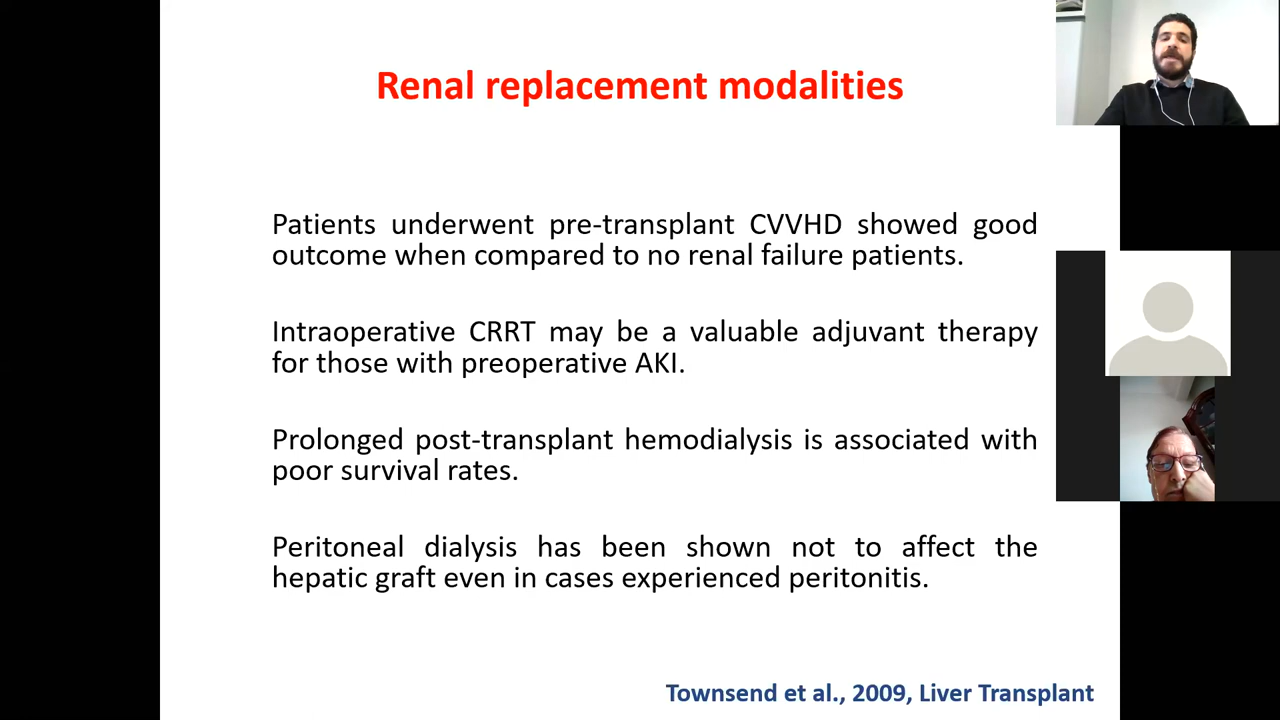 Renal replacement modalities
Patients underwent pre-transplant CVVHD showed good
outcome when compared to no renal failure patients.
Intraoperative CRRT may be a valuable adjuvant therapy
for those with preoperative AKI.
Prolonged post-transplant hemodialysis is associated with
poor survival rates.
Peritoneal dialysis has been shown not to affect the
hepatic graft even in cases experienced peritonitis.
Townsend et al., 2009, Liver Transplant